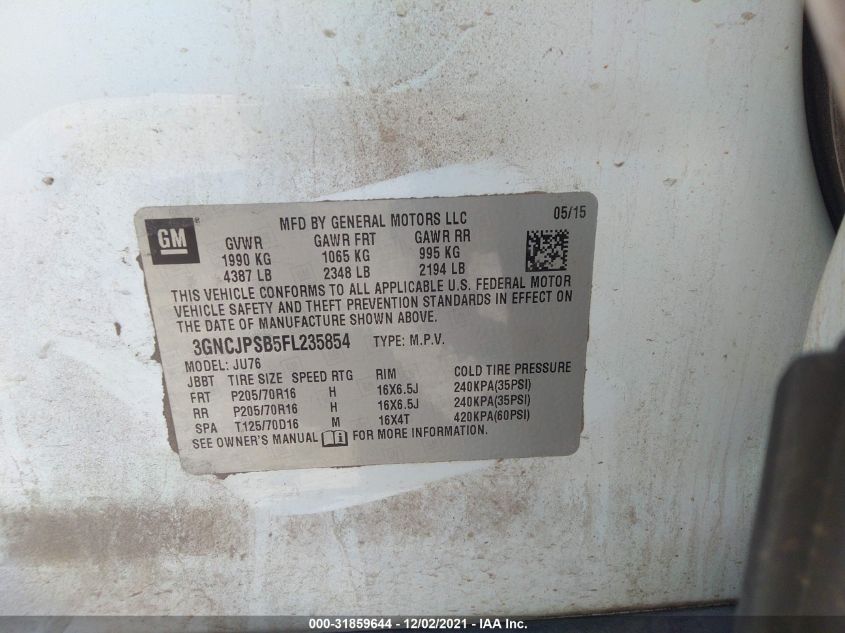 GM ®
MFD BY GENERAL MOTORS LLC 05/15
GVWR GAWR FRT GAWR RR
1990 KG 1065 KG 995 KG
4387 LB 2348 LB 2194 LB
THIS VEHICLE CONFORMS TO ALL APPLICABLE U.S. FEDERAL MOTOR
VEHICLE SAFETY AND THEFT PREVENTION STANDARDS IN EFFECT ON
THE DATE OF MANUFACTURE SHOWN ABOVE.
3GNCJPSB5FL235854 TYPE: M.P.V.
MODEL: JU76
JBBT TIRE SIZE SPEED RTG RIM COLD TIRE PRESSURE
FRT P205/70R16 H 16X6.5J 240KPA(35PSI)
RR P205/70R16 H 16X6.5J 240KPA(35PSI)
SPA T125/70D16 M 16X4T 420KPA(60PSI)
SEE OWNER'S MANUAL FOR MORE INFORMATION.
000-31859644 - 12/02/2021 - IAA Inc.